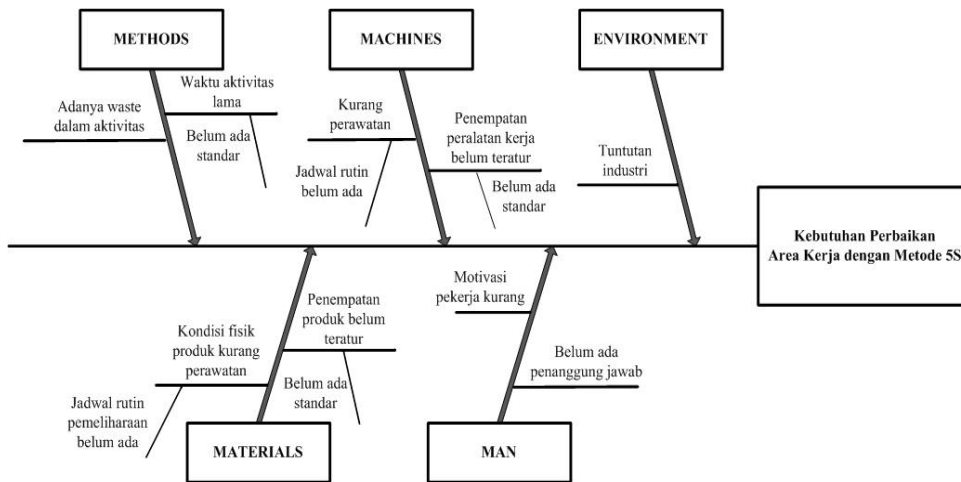 METHODS
MACHINES
ENVIRONMENT
Waktu aktivitas
lama
Adanya waste
dalam aktivitas
Belum ada
standar
Kurang
perawatan
Jadwal rutin
belum ada
Penempatan
peralatan kerja
belum teratur
Belum ada
standar
Tuntutan
industri
Kebutuhan Perbaikan
Area Kerja dengan Metode 5S
Penempatan
produk belum
teratur
Kondisi fisik
produk kurang
perawatan
Belum ada
standar
Jadwal rutin
pemeliharaan
belum ada
Motivasi
pekerja kurang
Belum ada
penanggung jawab
MATERIALS
MAN